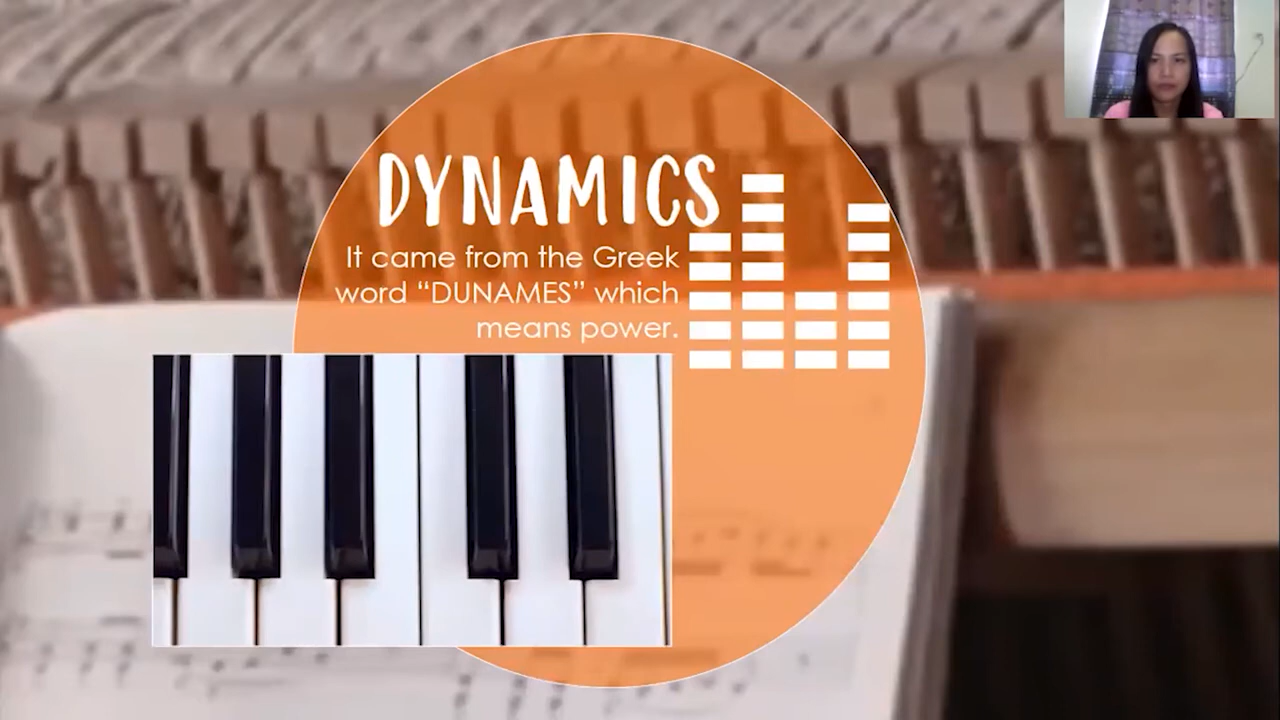 DYNAMICS
It came from the Greek
word “DUNAMES” which
means power.